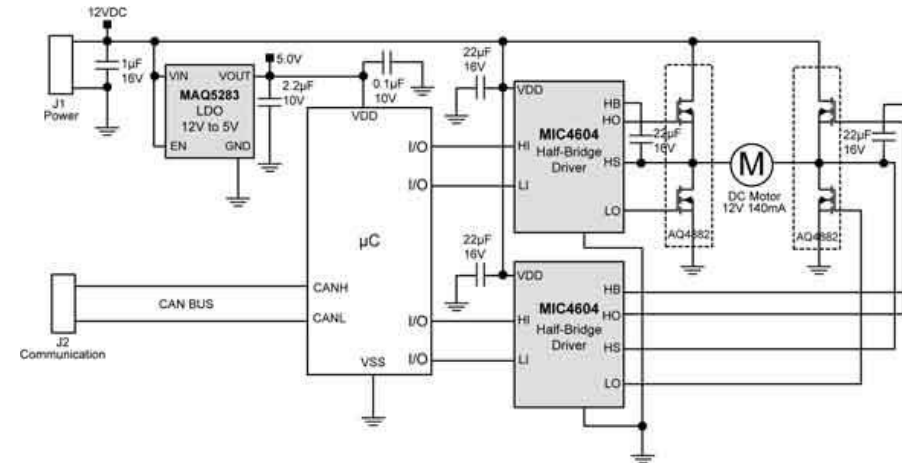 12VDC
1µF
16V
J1
Power
VIN
VOUT
MAQ5283
LDO
12V to 5V
GND
EN
5.0V
2.2µF
10V
0.1µF
10V
VDD
I/O
I/O
µC
CANH
CANL
I/O
I/O
VSS
CAN BUS
J2
Communication
22µF
16V
VDD
HB
HO
MIC4604
Half-Bridge
Driver
HI
HS
LI
LO
22µF
16V
22µF
16V
VDD
HB
MIC4604
HO
HI
Half-Bridge
Driver
HS
LI
LO
M
DC Motor
12V 140mA
AQ4882
AQ4882
22µF
16V